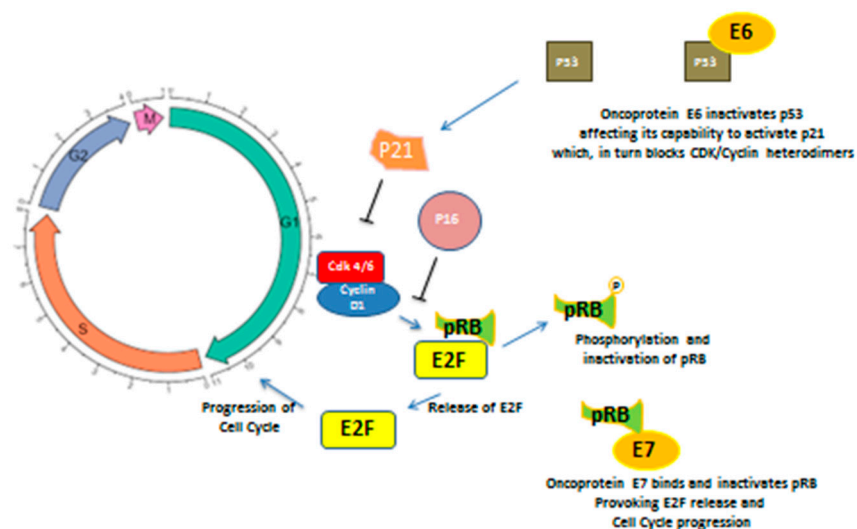 E6
P53
P53
Oncoprotein E6 inactivates p53
affecting its capability to activate p21
which, in turn blocks CDK/Cyclin heterodimers
M
G2
P21
G1
P16
S
Cdk 4/6
Cyclin
D1
pRB
E2F
pRB
P
Phosphorylation and
inactivation of pRB
Progression of
Cell Cycle
E2F
Release of E2F
pRB
E7
Oncoprotein E7 binds and inactivates pRB
Provoking E2F release and
Cell Cycle progression